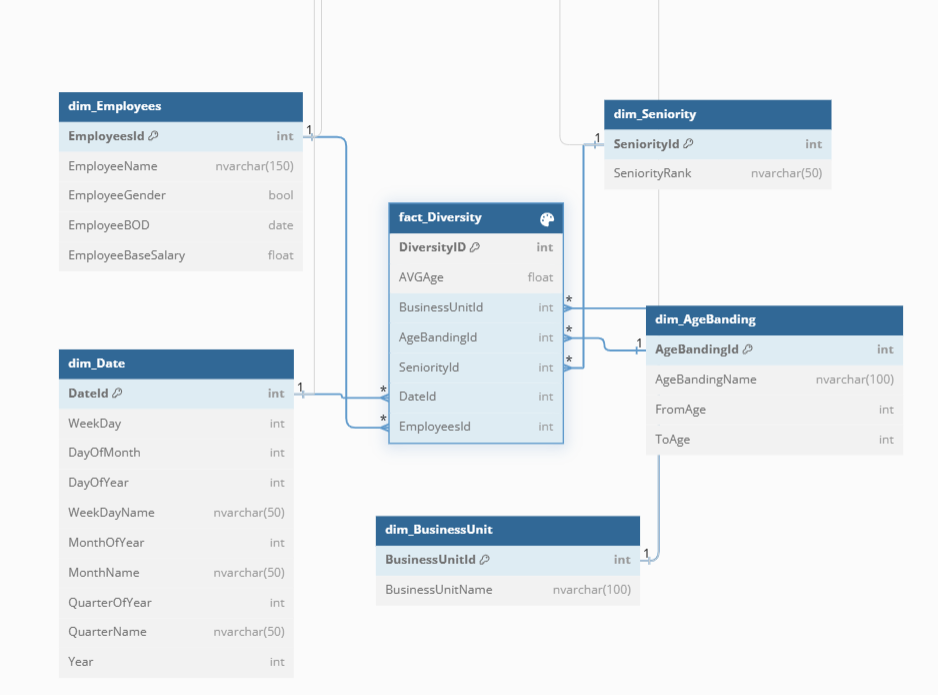 dim_Employees
EmployeesId int
EmployeeName nvarchar(150)
EmployeeGender bool
EmployeeBOD date
EmployeeBaseSalary float
1
dim_Seniority
SeniorityId int
SeniorityRank nvarchar(50)
1
fact_Diversity
DiversityID int
AVGAge float
BusinessUnitId int
AgeBandingId int
SeniorityId int
DateId int
EmployeesId int
*
*
*
*
*
dim_AgeBanding
AgeBandingId int
AgeBandingName nvarchar(100)
FromAge int
ToAge int
1
dim_Date
DateId int
WeekDay int
DayOfMonth int
DayOfYear int
WeekDayName nvarchar(50)
MonthOfYear int
MonthName nvarchar(50)
QuarterOfYear int
QuarterName nvarchar(50)
Year int
1
dim_BusinessUnit
BusinessUnitId int
BusinessUnitName nvarchar(100)
1